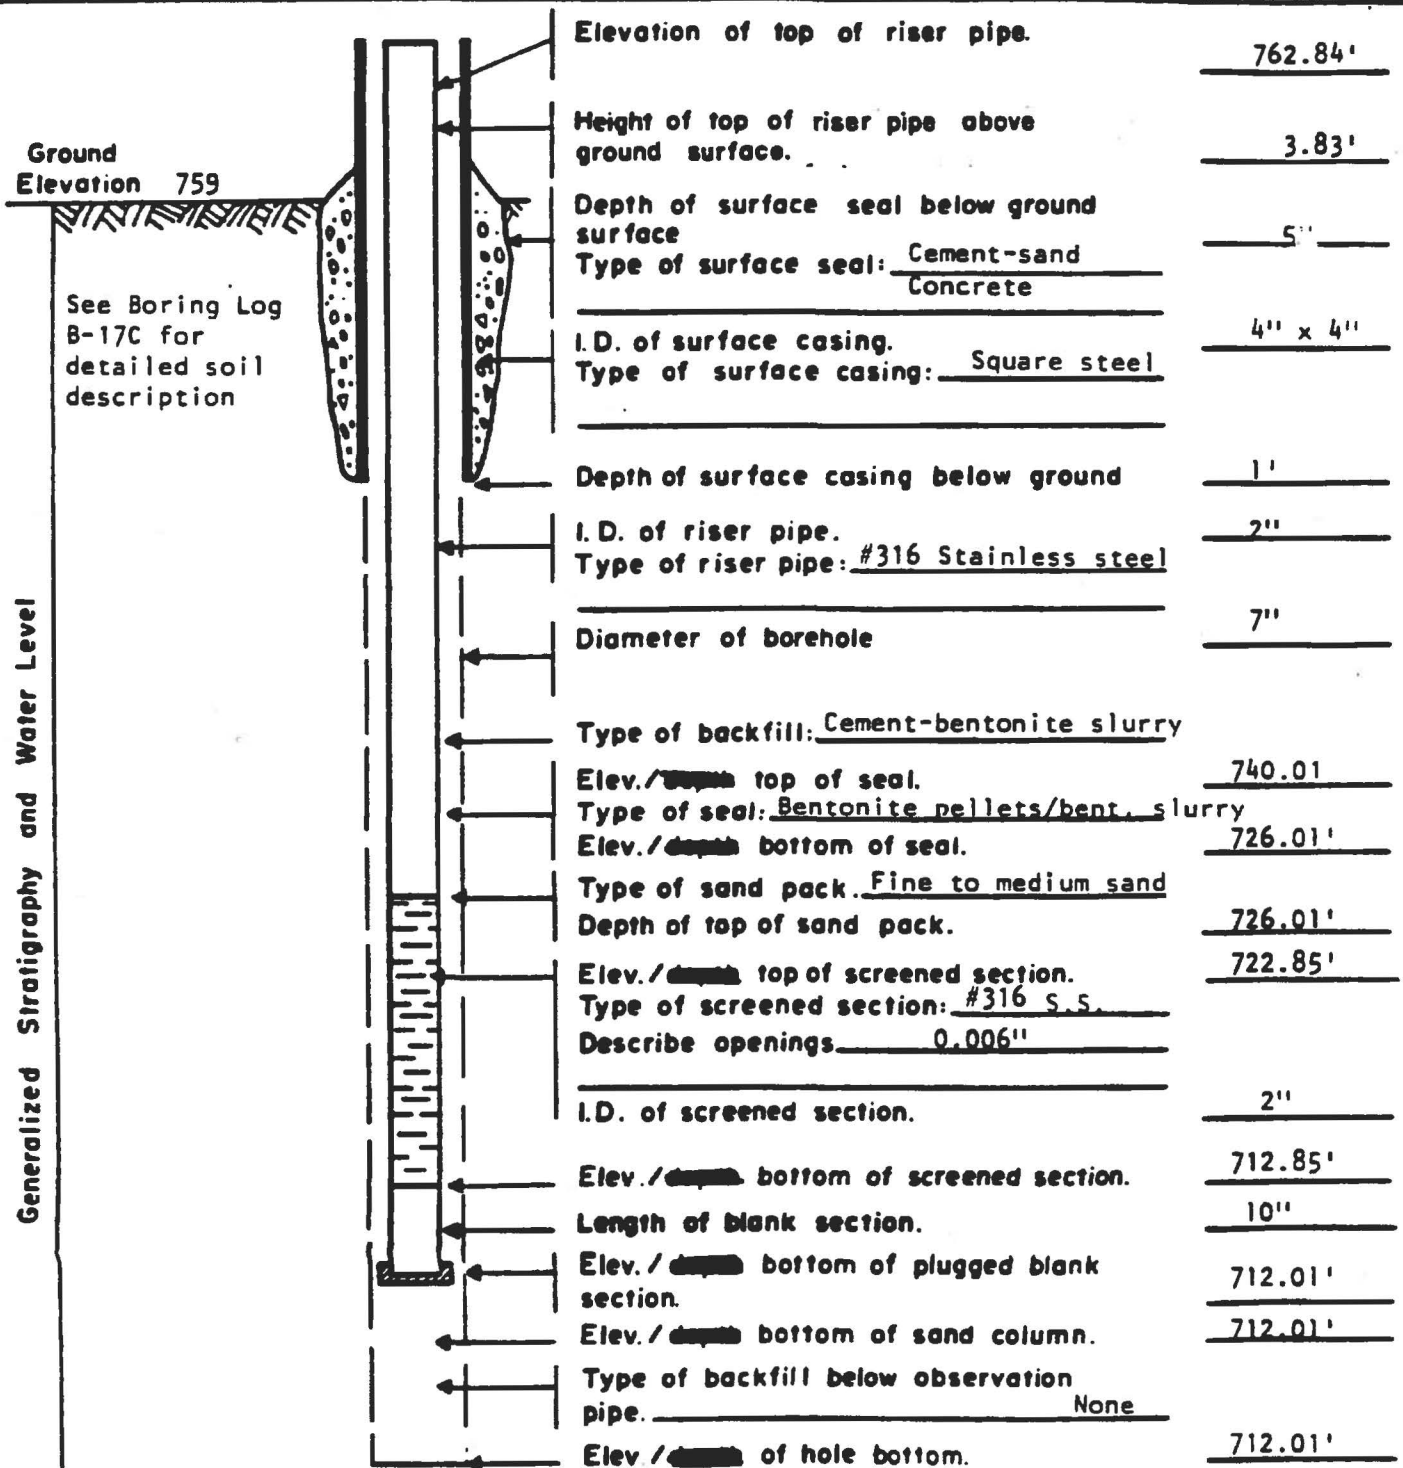 Elevation of top of riser pipe.
762.84'
Height of top of riser pipe above
ground surface.
3.83'
Ground
Elevation 759
Depth of surface seal below ground
surface
5"
Type of surface seal: Cement-sand
Concrete
See Boring Log
B-17C for
detailed soil
description
I.D. of surface casing.
4" x 4"
Type of surface casing: Square steel
Depth of surface casing below ground
1'
I.D. of riser pipe.
2"
Type of riser pipe: #316 Stainless steel
Diameter of borehole
7"
Generalized Stratigraphy and Water Level
Type of backfill: Cement-bentonite slurry
Elev./ top of seal.
740.01
Type of seal: Bentonite pellets/bent. slurry
Elev./ bottom of seal.
726.01'
Type of sand pack. Fine to medium sand
Depth of top of sand pack.
726.01'
Elev./ top of screened section.
722.85'
Type of screened section: #316 S.S.
Describe openings 0.006"
I.D. of screened section.
2"
Elev./ bottom of screened section.
712.85'
Length of blank section.
10"
Elev./ bottom of plugged blank
section.
712.01'
Elev./ bottom of sand column.
712.01'
Type of backfill below observation
pipe. None
Elev./ of hole bottom.
712.01'